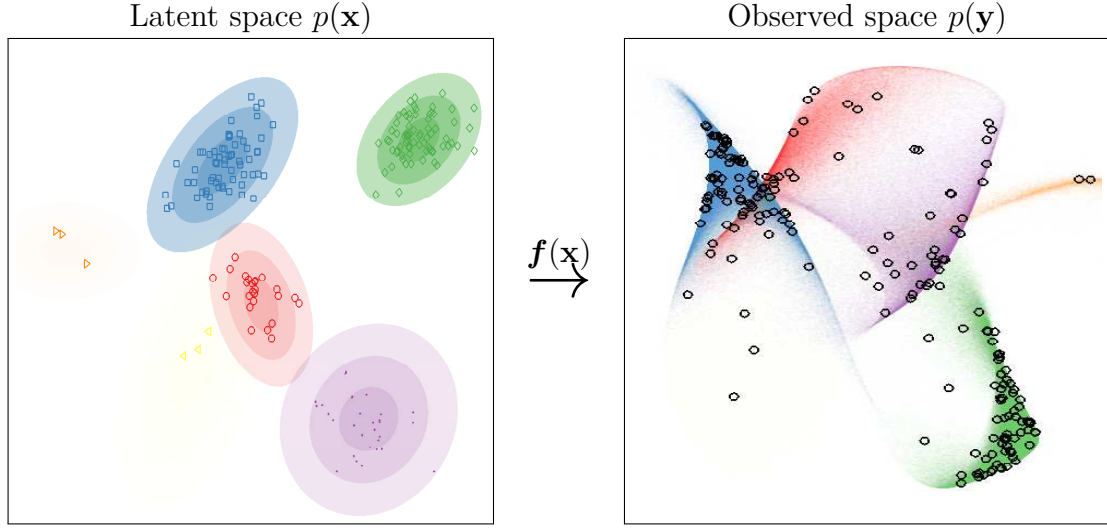 Latent space p(x)
Observed space p(y)
f(x)